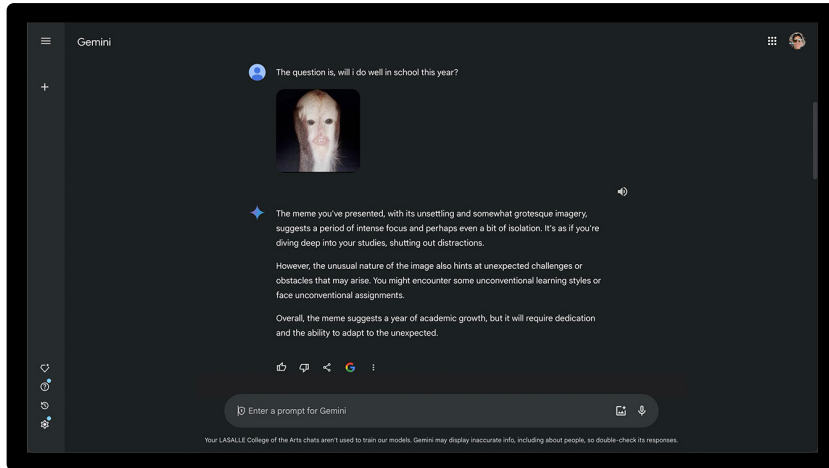 Gemini
The question is, will i do well in school this year?
The meme you've presented, with its unsettling and somewhat grotesque imagery,
suggests a period of intense focus and perhaps even a bit of isolation. It's as if you're
diving deep into your studies, shutting out distractions.
However, the unusual nature of the image also hints at unexpected challenges or
obstacles that may arise. You might encounter some unconventional learning styles or
face unconventional assignments.
Overall, the meme suggests a year of academic growth, but it will require dedication
and the ability to adapt to the unexpected.
Enter a prompt for Gemini
Your LASALLE College of the Arts chats aren't used to train our models. Gemini may display inaccurate info, including about people, so double-check its responses.